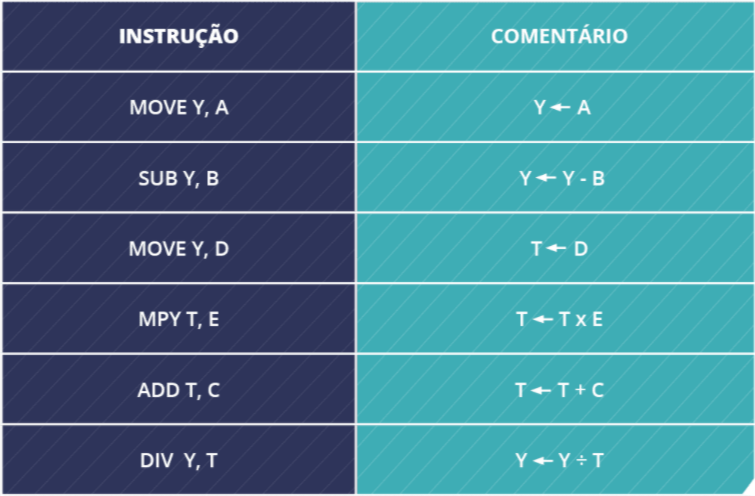 INSTRUÇÃO COMENTÁRIO
MOVE Y, A Y ← A
SUB Y, B Y ← Y - B
MOVE Y, D T ← D
MPY T, E T ← T x E
ADD T, C T ← T + C
DIV Y, T Y ← Y ÷ T